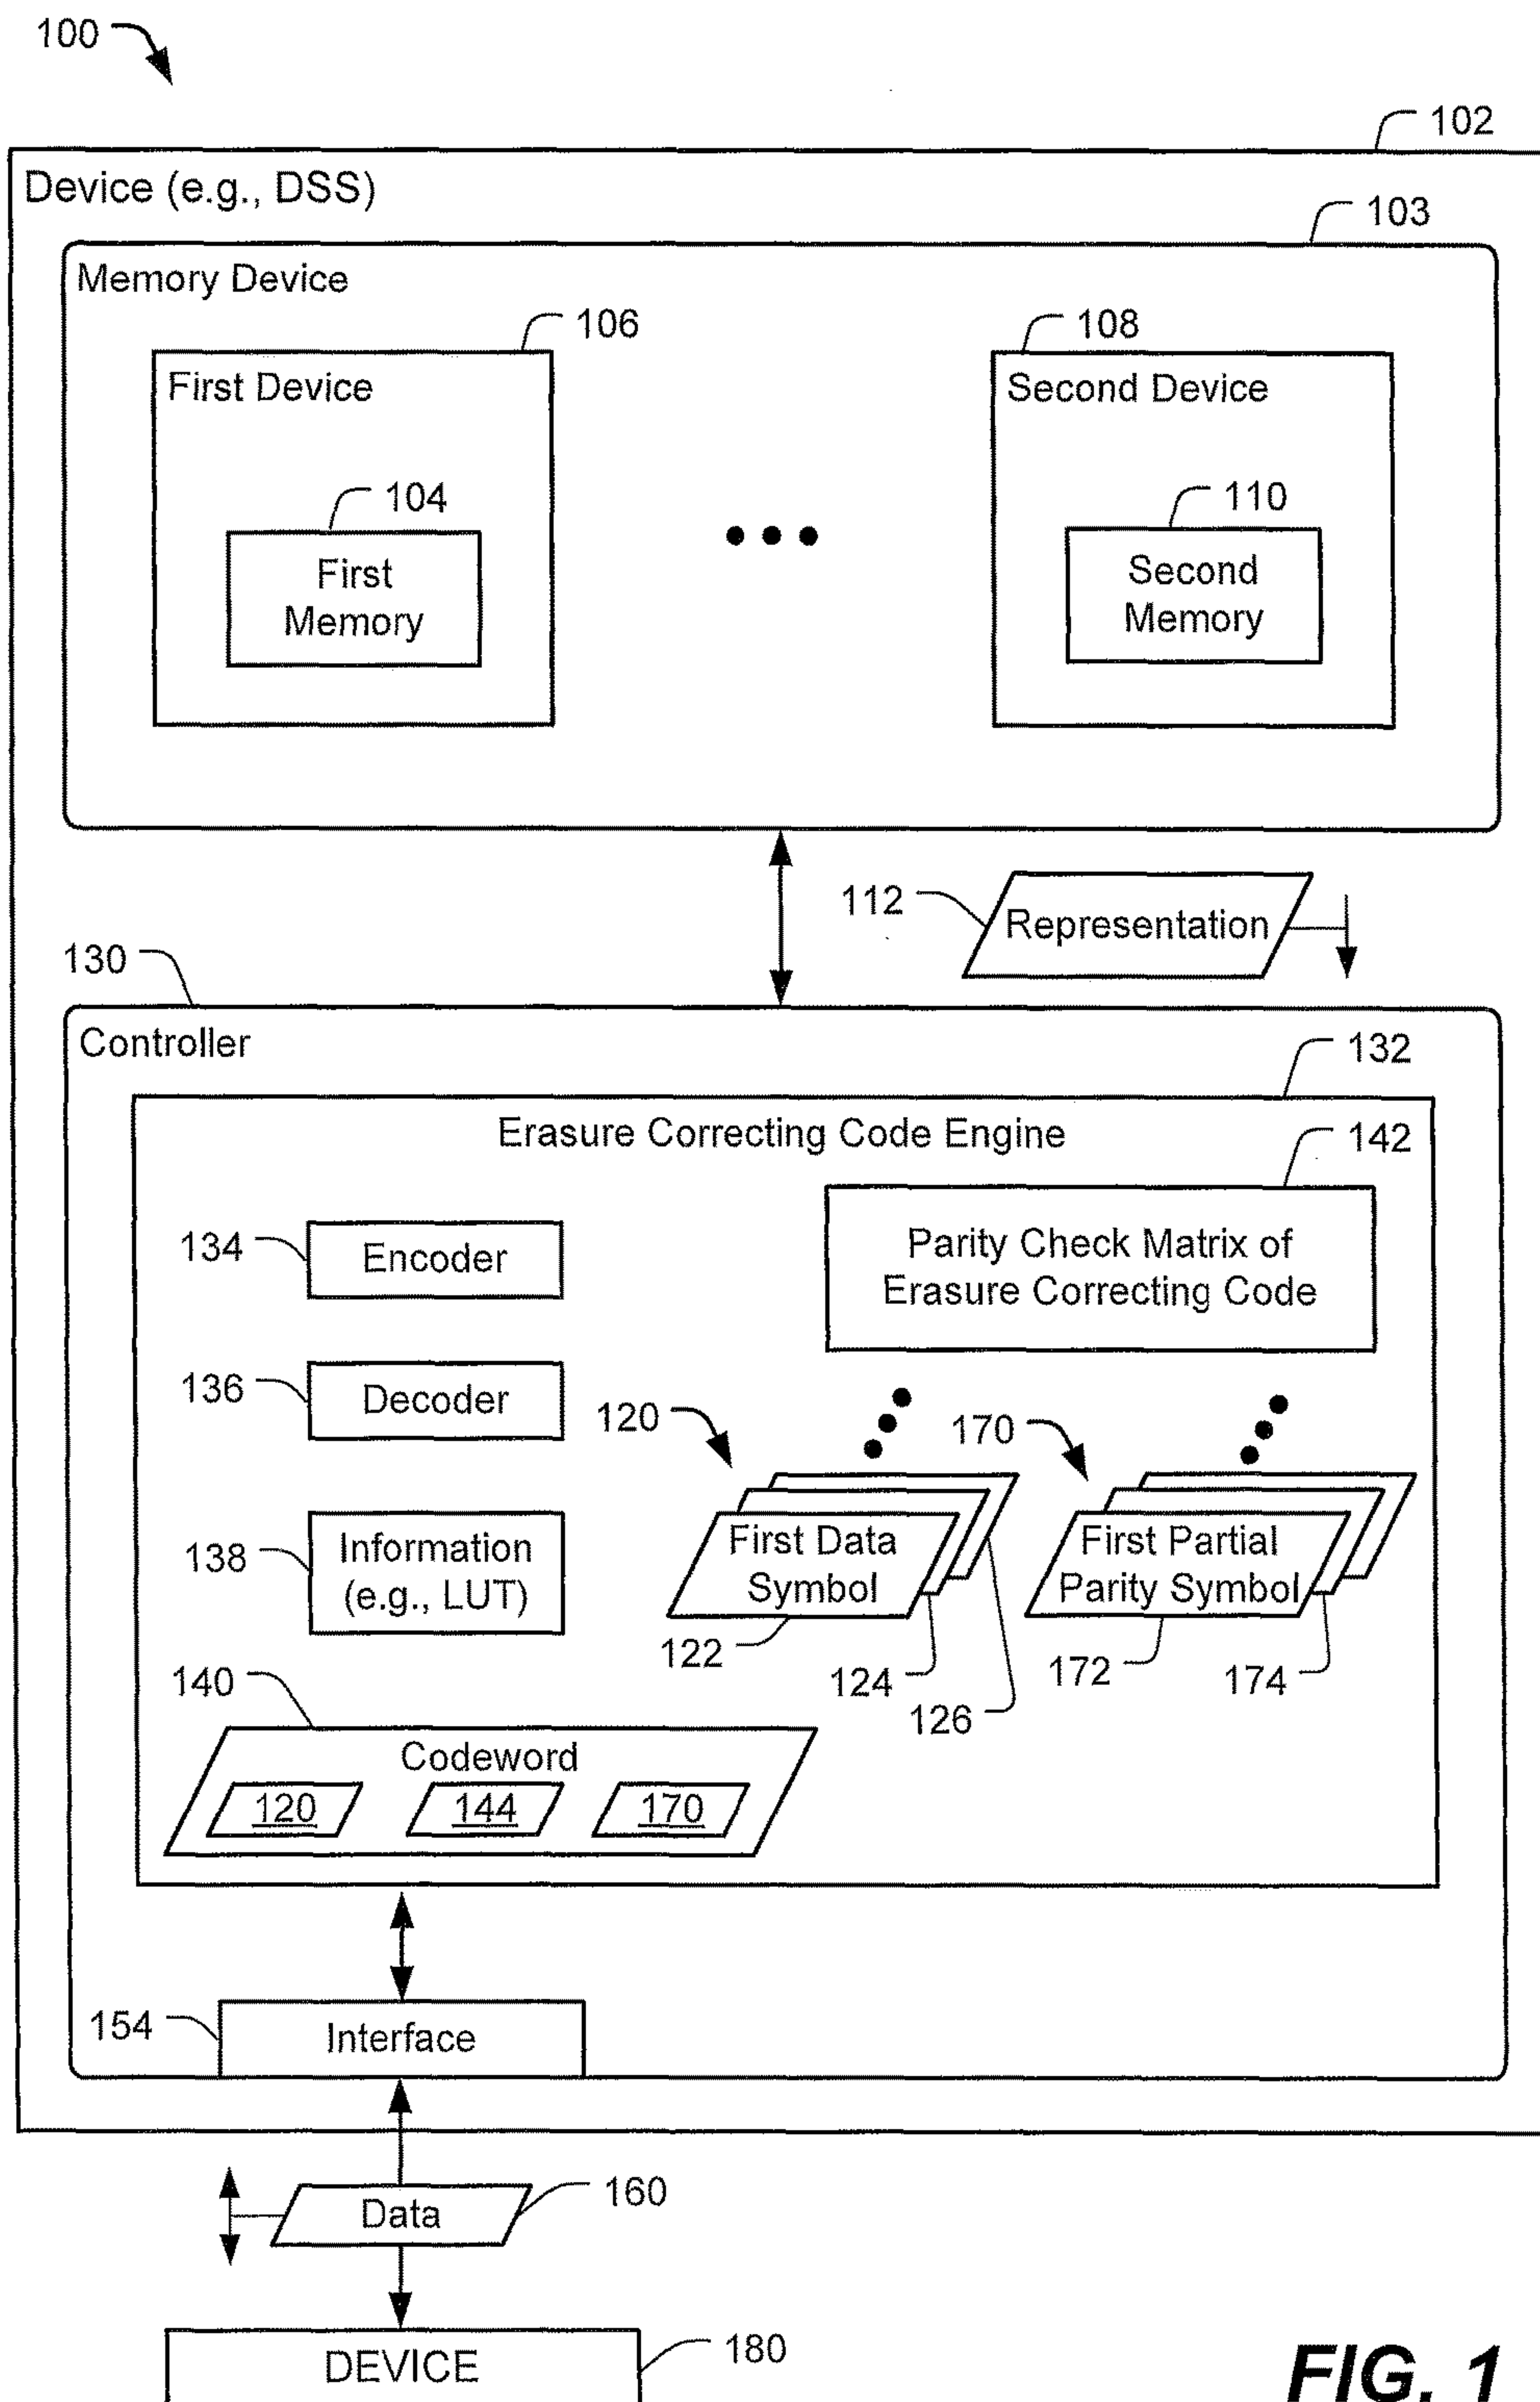 100
102
Device (e.g., DSS)
103
Memory Device
106
108
First Device
Second Device
104
110
First
Memory
Second
Memory
112
Representation
130
Controller
132
Erasure Correcting Code Engine
142
134
Encoder
Parity Check Matrix of
Erasure Correcting Code
136
Decoder
120
170
138
Information
(e.g., LUT)
First Data
Symbol
First Partial
Parity Symbol
122
124
126
172
174
140
Codeword
120
144
170
154
Interface
Data
160
DEVICE
180
FIG. 1